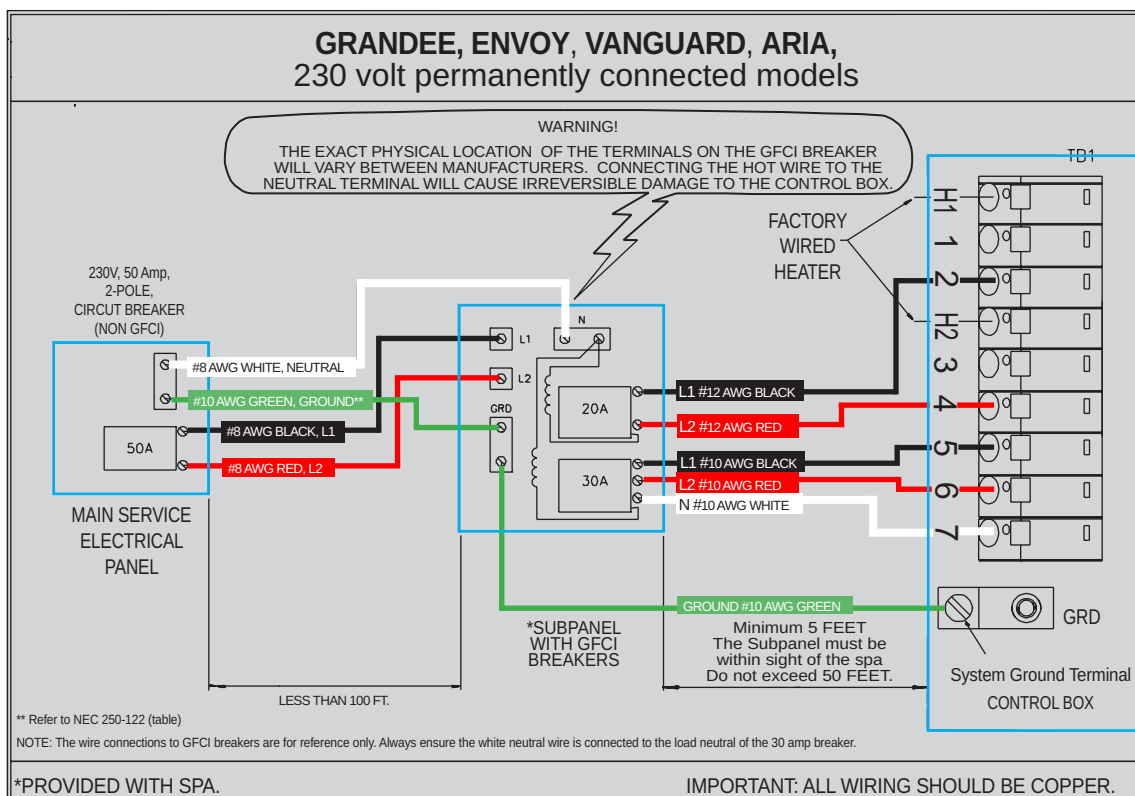 GRANDEE, ENVOY, VANGUARD, ARIA,
230 volt permanently connected models
WARNING!
THE EXACT PHYSICAL LOCATION OF THE TERMINALS ON THE GFCI BREAKER
WILL VARY BETWEEN MANUFACTURERS. CONNECTING THE HOT WIRE TO THE
NEUTRAL TERMINAL WILL CAUSE IRREVERSIBLE DAMAGE TO THE CONTROL BOX.
TB1
H1
1
2
H2
3
4
5
6
7
FACTORY
WIRED
HEATER
230V, 50 Amp,
2-POLE,
CIRCUT BREAKER
(NON GFCI)
#8 AWG WHITE, NEUTRAL
#10 AWG GREEN, GROUND**
#8 AWG BLACK, L1
#8 AWG RED, L2
50A
MAIN SERVICE
ELECTRICAL
PANEL
N
L1
L2
GRD
20A
30A
L1 #12 AWG BLACK
L2 #12 AWG RED
L1 #10 AWG BLACK
L2 #10 AWG RED
N #10 AWG WHITE
GROUND #10 AWG GREEN
*SUBPANEL
WITH GFCI
BREAKERS
Minimum 5 FEET
The Subpanel must be
within sight of the spa
Do not exceed 50 FEET.
GRD
System Ground Terminal
CONTROL BOX
LESS THAN 100 FT.
** Refer to NEC 250-122 (table)
NOTE: The wire connections to GFCI breakers are for reference only. Always ensure the white neutral wire is connected to the load neutral of the 30 amp breaker.
*PROVIDED WITH SPA.
IMPORTANT: ALL WIRING SHOULD BE COPPER.